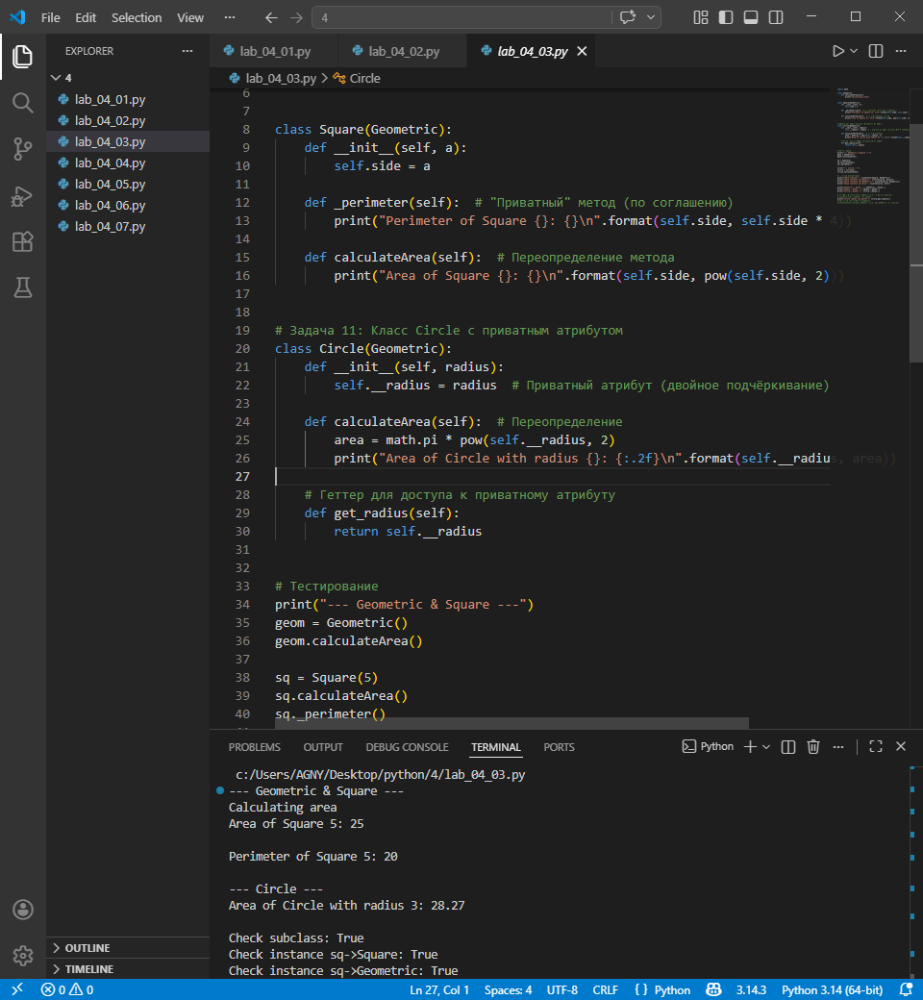 File Edit Selection View ··· 4
EXPLORER ···
4
lab_04_01.py
lab_04_02.py
lab_04_03.py
lab_04_04.py
lab_04_05.py
lab_04_06.py
lab_04_07.py
OUTLINE
TIMELINE
lab_04_01.py lab_04_02.py lab_04_03.py
lab_04_03.py > Circle
6
7
8 class Square(Geometric):
9 def __init__(self, a):
10 self.side = a
11
12 def _perimeter(self): # "Приватный" метод (по соглашению)
13 print("Perimeter of Square {}: {}\n".format(self.side, self.side * 4))
14
15 def calculateArea(self): # Переопределение метода
16 print("Area of Square {}: {}\n".format(self.side, pow(self.side, 2)))
17
18
19 # Задача 11: Класс Circle с приватным атрибутом
20 class Circle(Geometric):
21 def __init__(self, radius):
22 self.__radius = radius # Приватный атрибут (двойное подчёркивание)
23
24 def calculateArea(self): # Переопределение
25 area = math.pi * pow(self.__radius, 2)
26 print("Area of Circle with radius {}: {:.2f}\n".format(self.__radius, area))
27
28 # Геттер для доступа к приватному атрибуту
29 def get_radius(self):
30 return self.__radius
31
32
33 # Тестирование
34 print("--- Geometric & Square ---")
35 geom = Geometric()
36 geom.calculateArea()
37
38 sq = Square(5)
39 sq.calculateArea()
40 sq._perimeter()
PROBLEMS OUTPUT DEBUG CONSOLE TERMINAL PORTS Python
c:/Users/AGNY/Desktop/python/4/lab_04_03.py
--- Geometric & Square ---
Calculating area
Area of Square 5: 25
Perimeter of Square 5: 20
--- Circle ---
Area of Circle with radius 3: 28.27
Check subclass: True
Check instance sq->Square: True
Check instance sq->Geometric: True
0 0 Ln 27, Col 1 Spaces: 4 UTF-8 CRLF { } Python 3.14.3 Python 3.14 (64-bit)